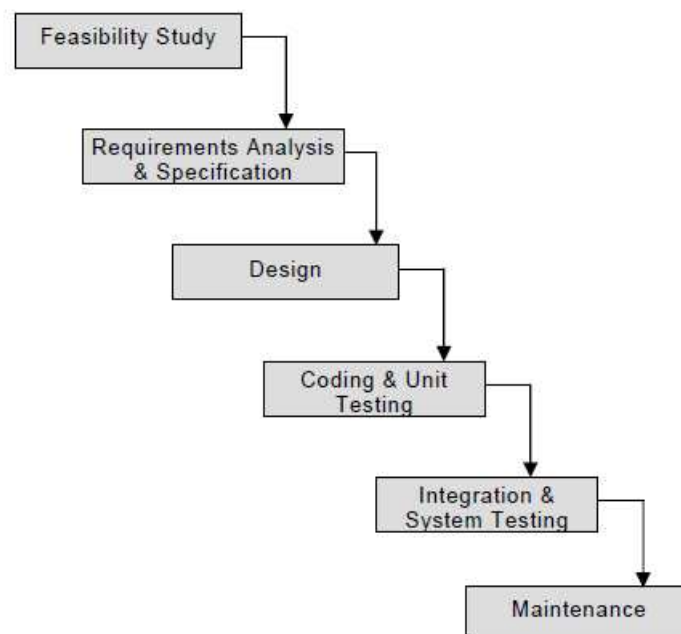 Feasibility Study
Requirements Analysis
& Specification
Design
Coding & Unit
Testing
Integration &
System Testing
Maintenance